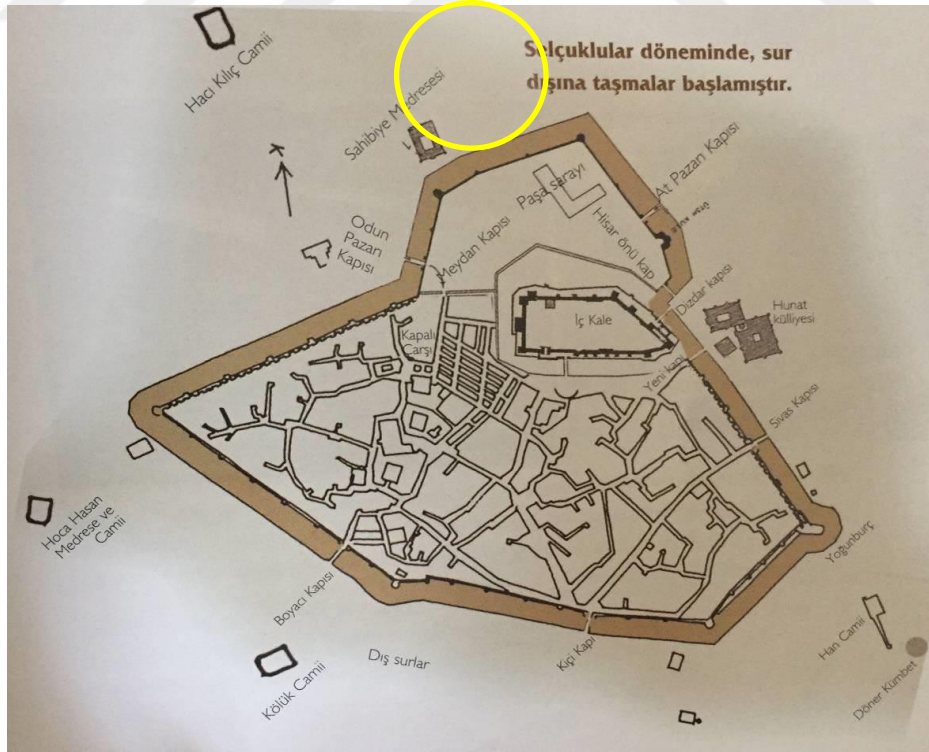 Selçuklular döneminde, sur
dışına taşmalar başlamıştır.
Hacı Kılıç Camii
Sahibiye Medresesi
Odun
Pazarı
Kapısı
Meydan Kapısı
Paşa sarayı
Hisar önü kap
At Pazarı Kapısı
Dizdar kapısı
Hunat
külliyesi
İç Kale
Kapalı
Çarşı
Yeni kapı
Sivas Kapısı
Yoğunburç
Hoca Hasan
Medrese ve
Camii
Boyacı Kapısı
Kölük Camii
Dış surlar
Kiçi Kapı
Han Camii
Döner Kümbet